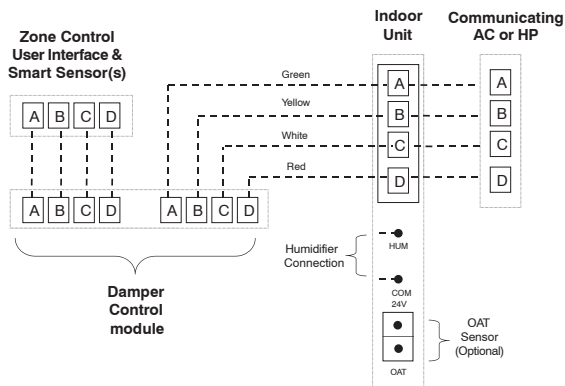 Zone Control
User Interface &
Smart Sensor(s)
Indoor
Unit
Communicating
AC or HP
A B C D
Green
Yellow
White
Red
A
B
C
D
A
B
C
D
A B C D
A B C D
Damper
Control
module
Humidifier
Connection
HUM
COM
24V
OAT
Sensor
(Optional)
OAT